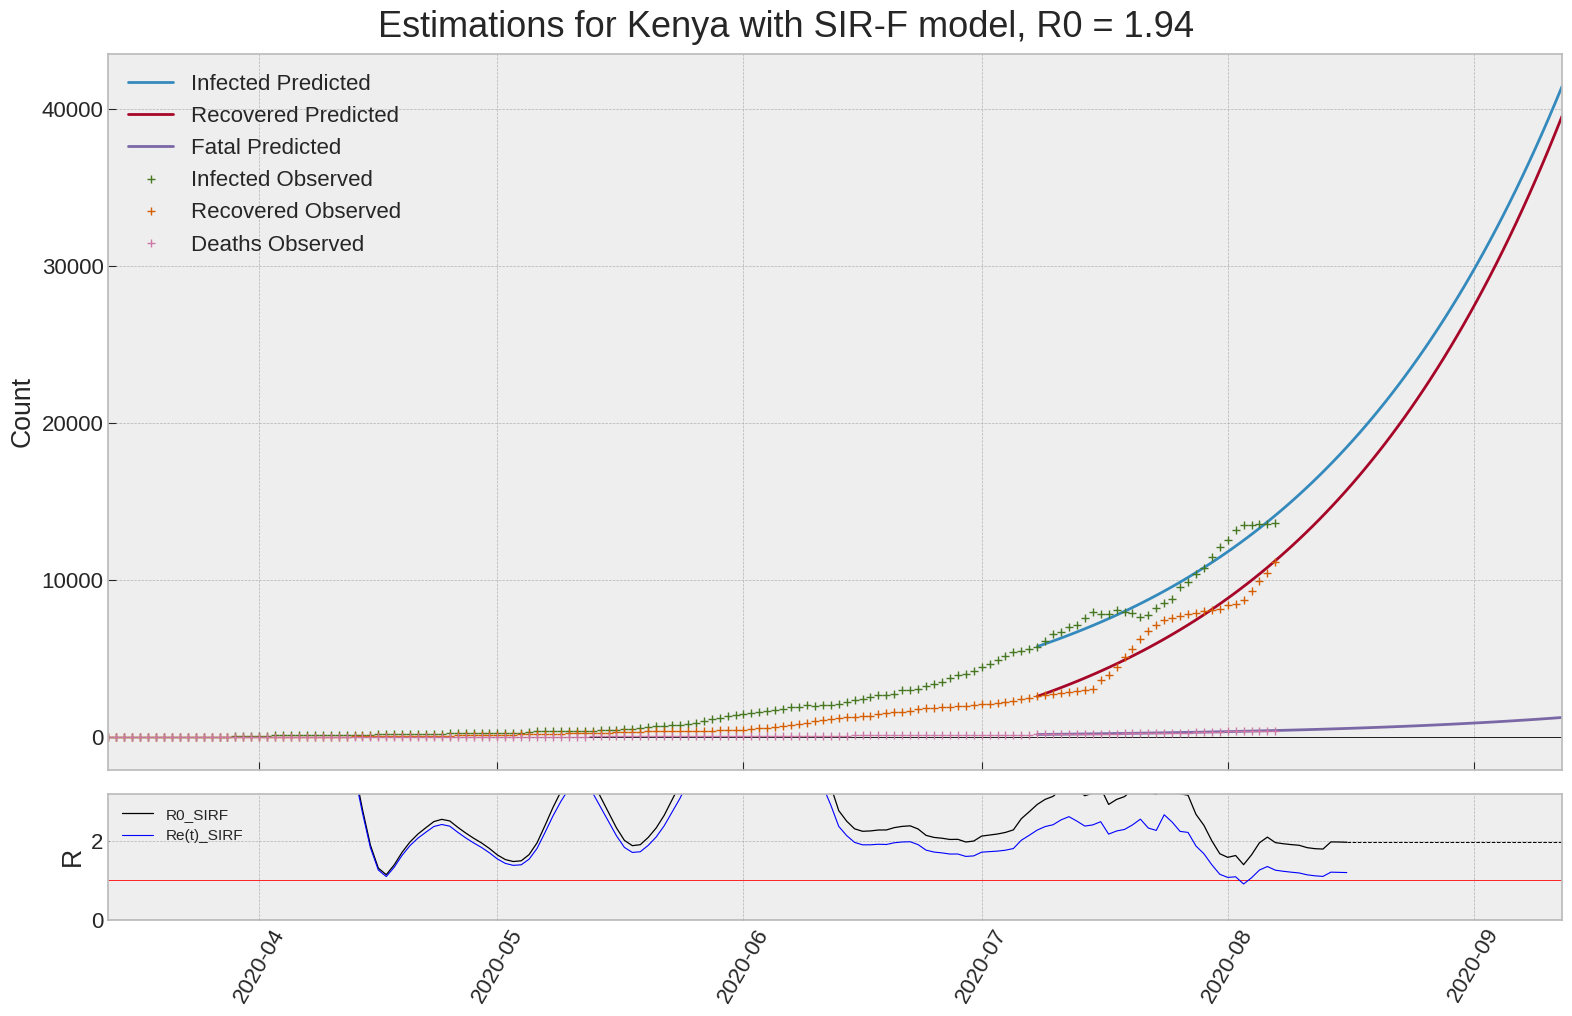 Estimations for Kenya with SIR-F model, R0 = 1.94
Infected Predicted
Recovered Predicted
Fatal Predicted
Infected Observed
Recovered Observed
Deaths Observed
Count
40000
30000
20000
10000
0
R0_SIRF
Re(t)_SIRF
R
2
0
2020-04
2020-05
2020-06
2020-07
2020-08
2020-09